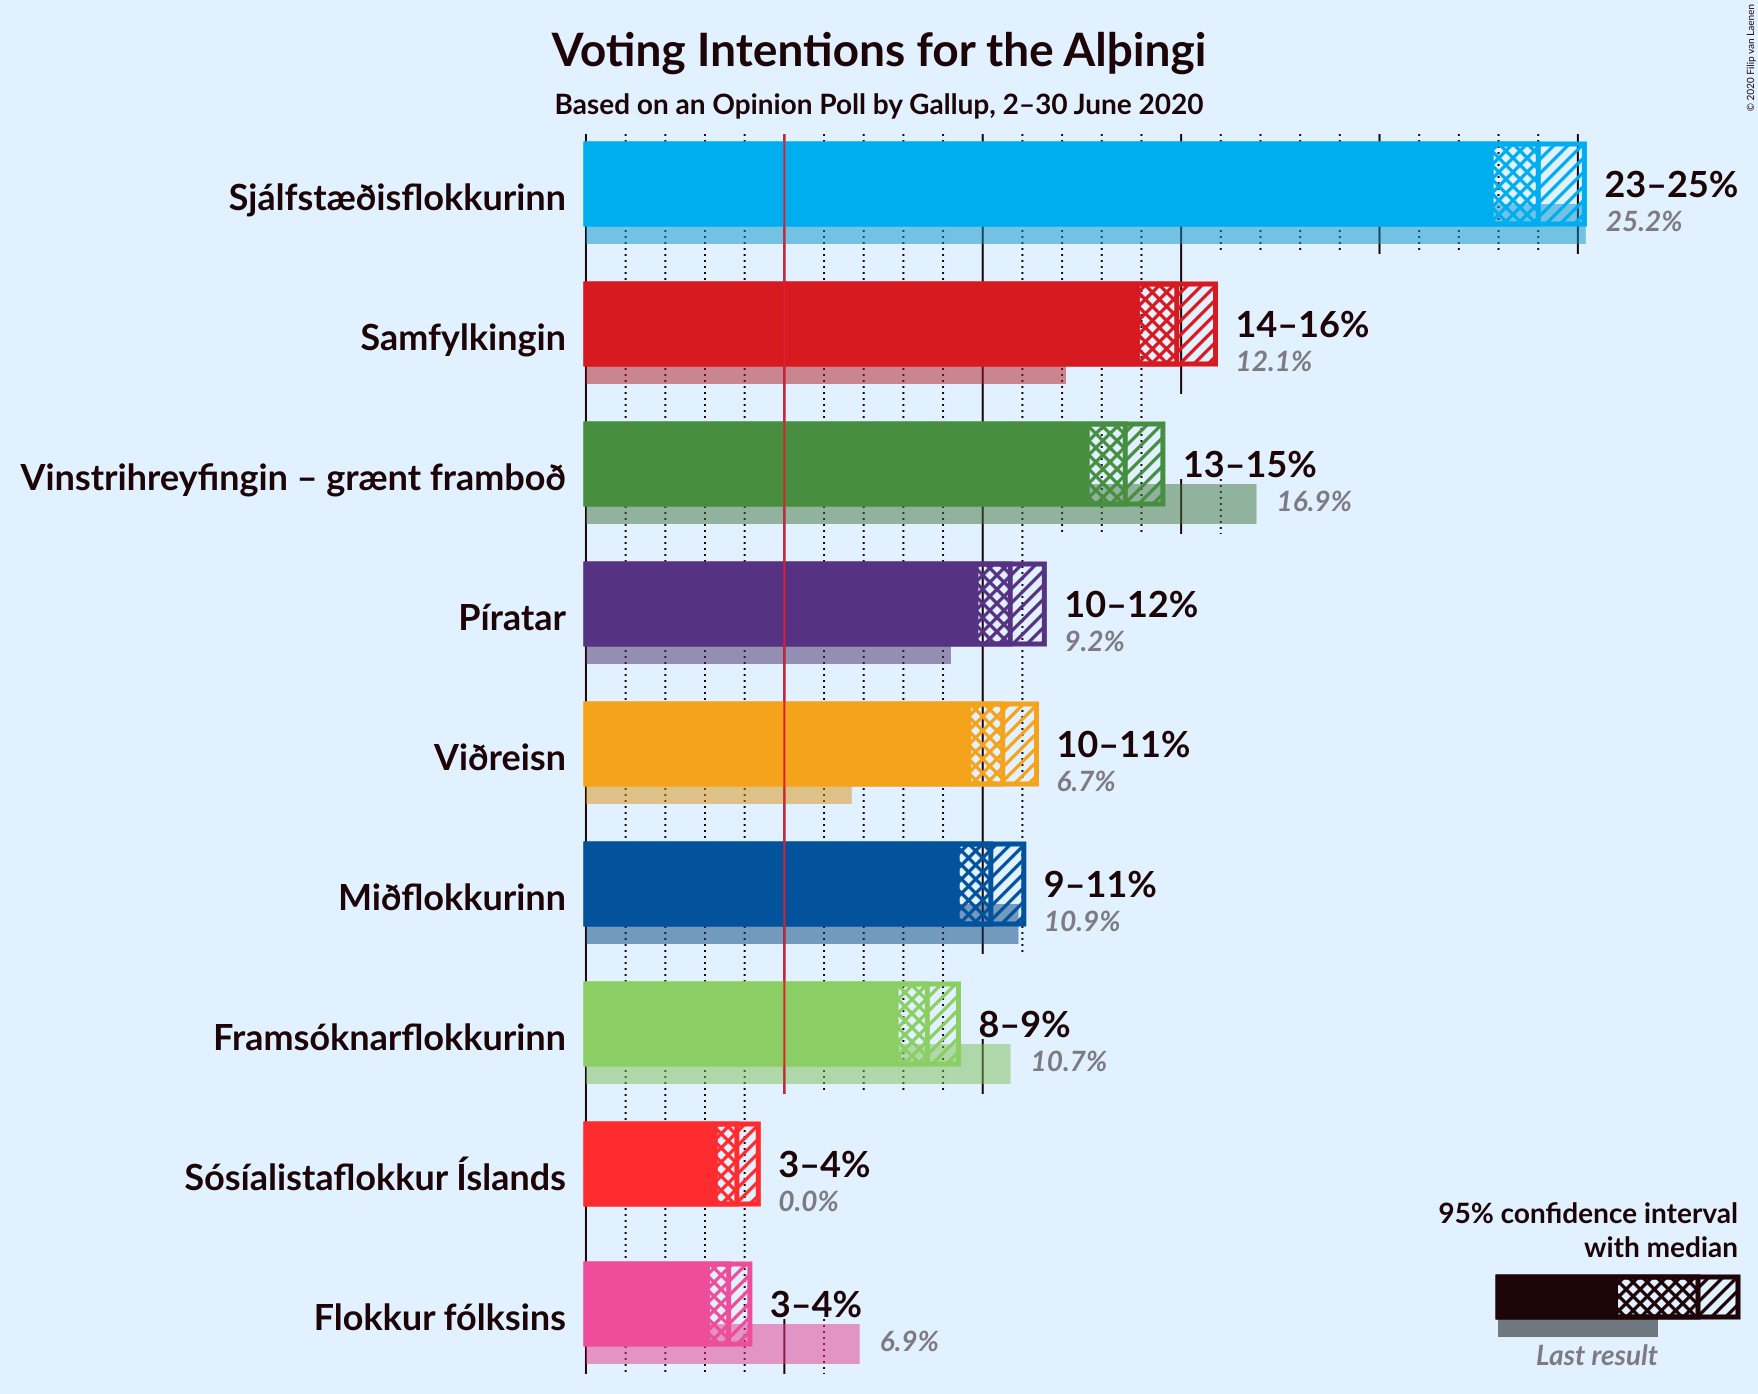 Voting Intentions for the Alþingi
Based on an Opinion Poll by Gallup, 2–30 June 2020
© 2020 Filip van Laenen
Sjálfstæðisflokkurinn
23–25%
25.2%
Samfylkingin
14–16%
12.1%
Vinstrihreyfingin – grænt framboð
13–15%
16.9%
Píratar
10–12%
9.2%
Viðreisn
10–11%
6.7%
Miðflokkurinn
9–11%
10.9%
Framsóknarflokkurinn
8–9%
10.7%
Sósíalistaflokkur Íslands
3–4%
0.0%
Flokkur fólksins
3–4%
6.9%
95% confidence interval
with median
Last result